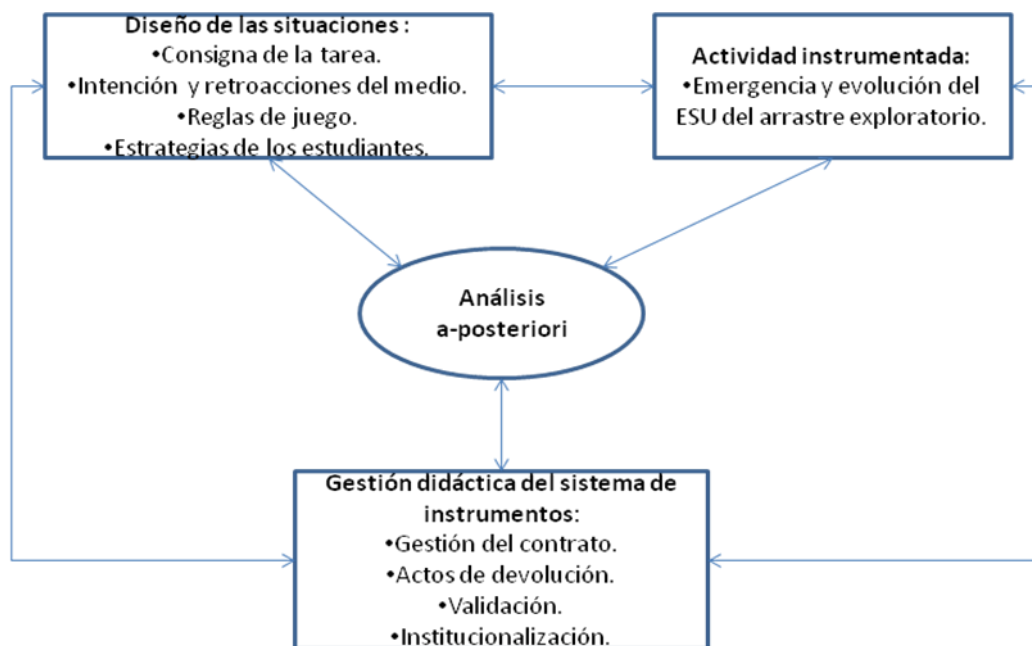 Diseño de las situaciones :
•Consigna de la tarea.
•Intención y retroacciones del medio.
•Reglas de juego.
•Estrategias de los estudiantes.
Actividad instrumentada:
•Emergencia y evolución del
ESU del arrastre exploratorio.
Análisis
a-posteriori
Gestión didáctica del sistema de
instrumentos:
•Gestión del contrato.
•Actos de devolución.
•Validación.
•Institucionalización.